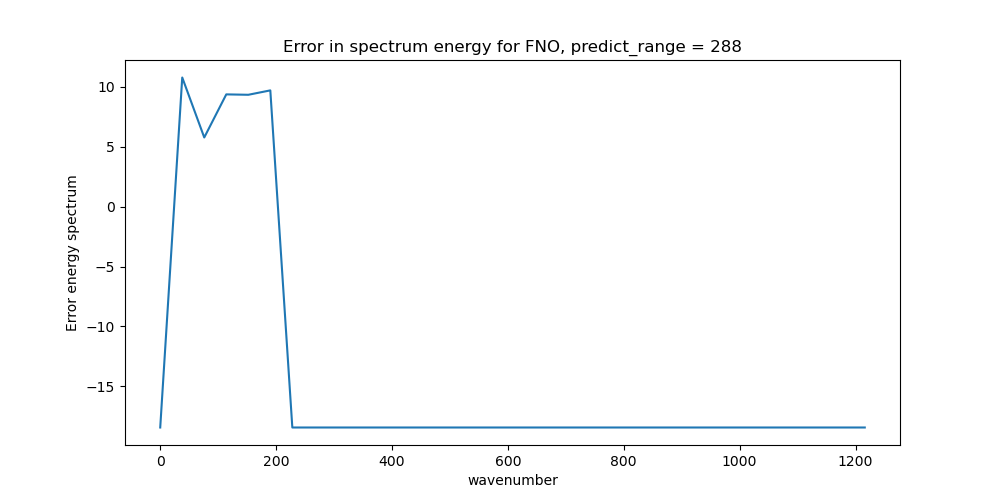 Error in spectrum energy for FNO, predict_range = 288
10
5
0
−5
−10
−15
Error energy spectrum
0 200 400 600 800 1000 1200
wavenumber